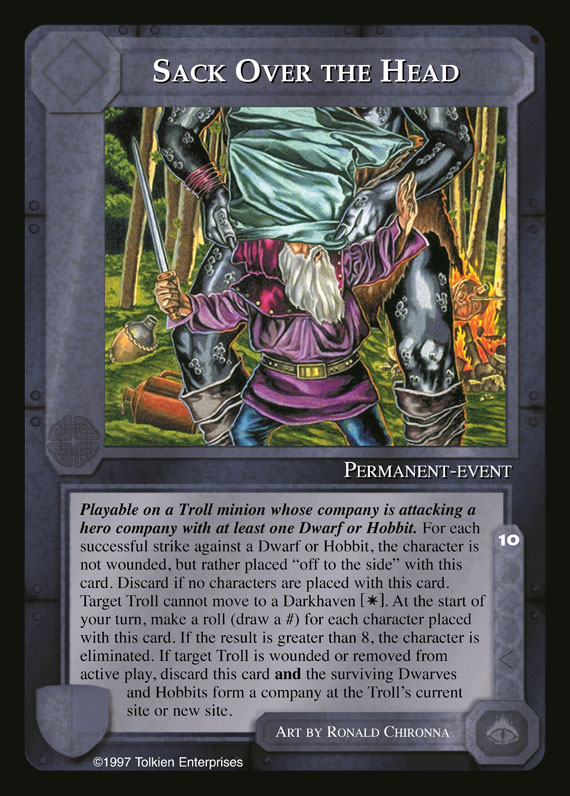 SACK OVER THE HEAD
PERMANENT-EVENT
Playable on a Troll minion whose company is attacking a
hero company with at least one Dwarf or Hobbit. For each
successful strike against a Dwarf or Hobbit, the character is
not wounded, but rather placed “off to the side” with this
card. Discard if no characters are placed with this card.
Target Troll cannot move to a Darkhaven [✶]. At the start of
your turn, make a roll (draw a #) for each character placed
with this card. If the result is greater than 8, the character is
eliminated. If target Troll is wounded or removed from
active play, discard this card and the surviving Dwarves
and Hobbits form a company at the Troll’s current
site or new site.
10
ART BY RONALD CHIRONNA
©1997 Tolkien Enterprises